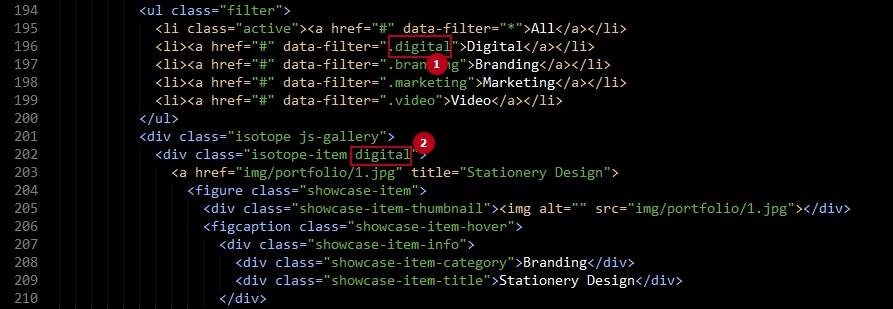 194 <ul class="filter">
195 <li class="active"><a href="#" data-filter="*">All</a></li>
196 <li><a href="#" data-filter=".digital">Digital</a></li>
197 <li><a href="#" data-filter=".branding">Branding</a></li>
1
198 <li><a href="#" data-filter=".marketing">Marketing</a></li>
199 <li><a href="#" data-filter=".video">Video</a></li>
200 </ul>
201 <div class="isotope js-gallery">
2
202 <div class="isotope-item digital">
203 <a href="img/portfolio/1.jpg" title="Stationery Design">
204 <figure class="showcase-item">
205 <div class="showcase-item-thumbnail"><img alt="" src="img/portfolio/1.jpg"></div>
206 <figcaption class="showcase-item-hover">
207 <div class="showcase-item-info">
208 <div class="showcase-item-category">Branding</div>
209 <div class="showcase-item-title">Stationery Design</div>
210 </div>